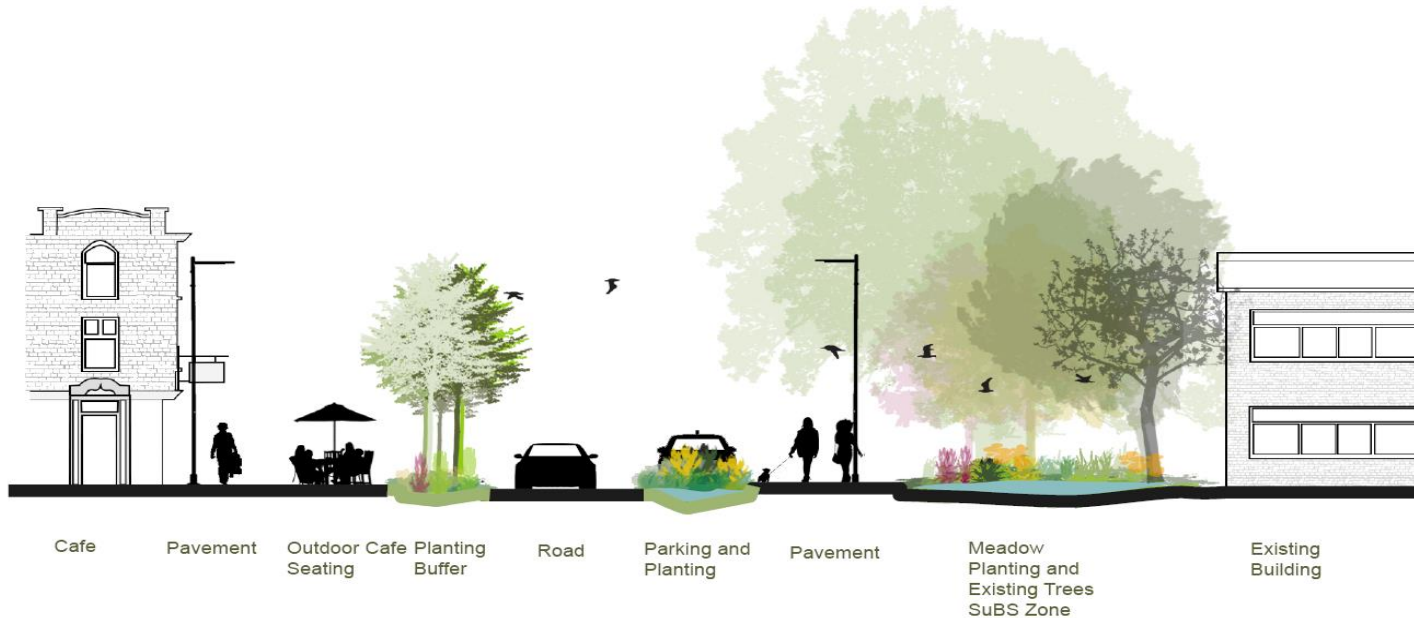 Cafe
Pavement
Outdoor Cafe
Seating
Planting
Buffer
Road
Parking and
Planting
Pavement
Meadow
Planting and
Existing Trees
SuBS Zone
Existing
Building